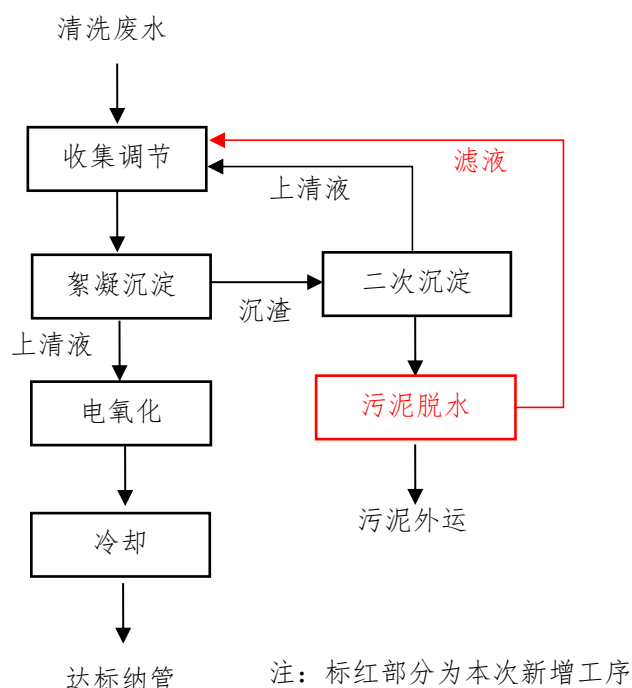 清洗废水
收集调节
滤液
上清液
絮凝沉淀
二次沉淀
沉渣
上清液
电氧化
污泥脱水
污泥外运
冷却
达标纳管
注：标红部分为本次新增工序